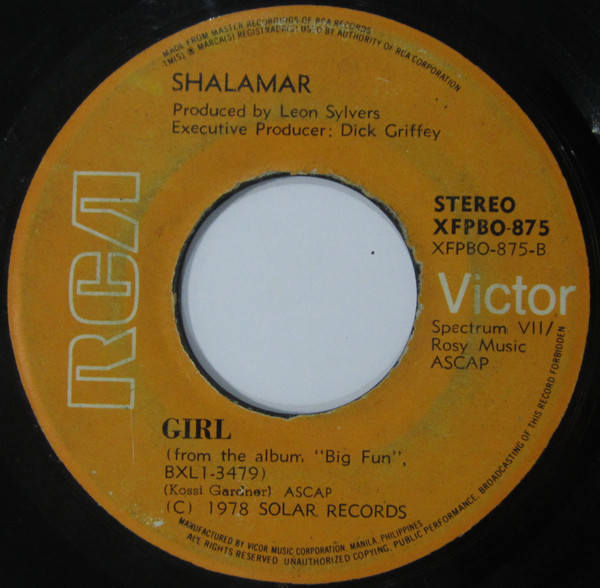 MADE FROM MASTER RECORDINGS OF RCA RECORDS
TM(S) ® MARCA(S) REGISTRADA(S) USED BY AUTHORITY OF RCA CORPORATION
SHALAMAR
Produced by Leon Sylvers
Executive Producer: Dick Griffey
RCA
STEREO
XFPBO-875
XFPBO-875-B
Victor
Spectrum VII/
Rosy Music
ASCAP
GIRL
(from the album, "Big Fun",
BXL1-3479)
(Kossi Gardner) ASCAP
(C) 1978 SOLAR RECORDS
MANUFACTURED BY VICOR MUSIC CORPORATION, MANILA, PHILIPPINES
ALL RIGHTS RESERVED. UNAUTHORIZED COPYING, PUBLIC PERFORMANCE, BROADCASTING OF THIS RECORD FORBIDDEN